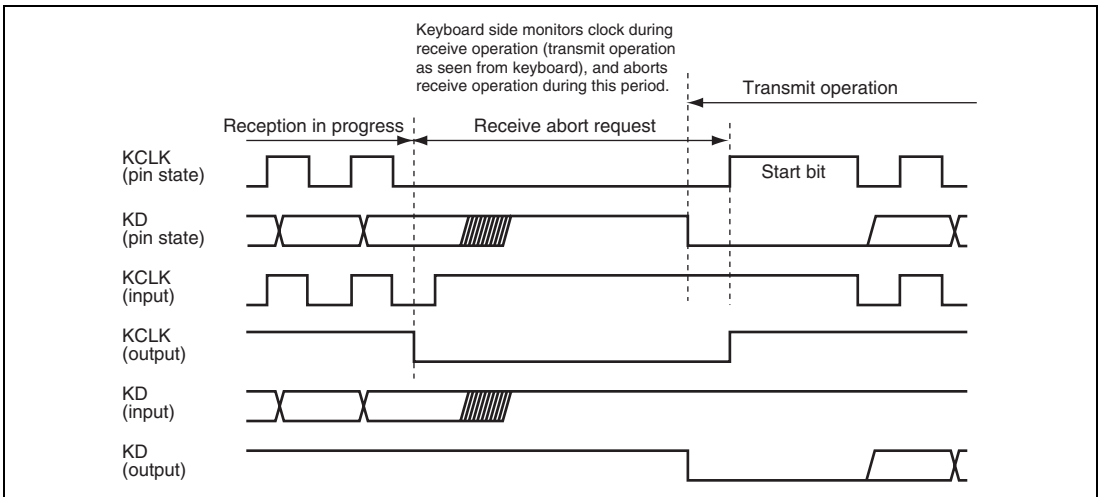 Keyboard side monitors clock during
receive operation (transmit operation
as seen from keyboard), and aborts
receive operation during this period.
Transmit operation
Reception in progress
Receive abort request
KCLK
(pin state)
Start bit
KD
(pin state)
KCLK
(input)
KCLK
(output)
KD
(input)
KD
(output)